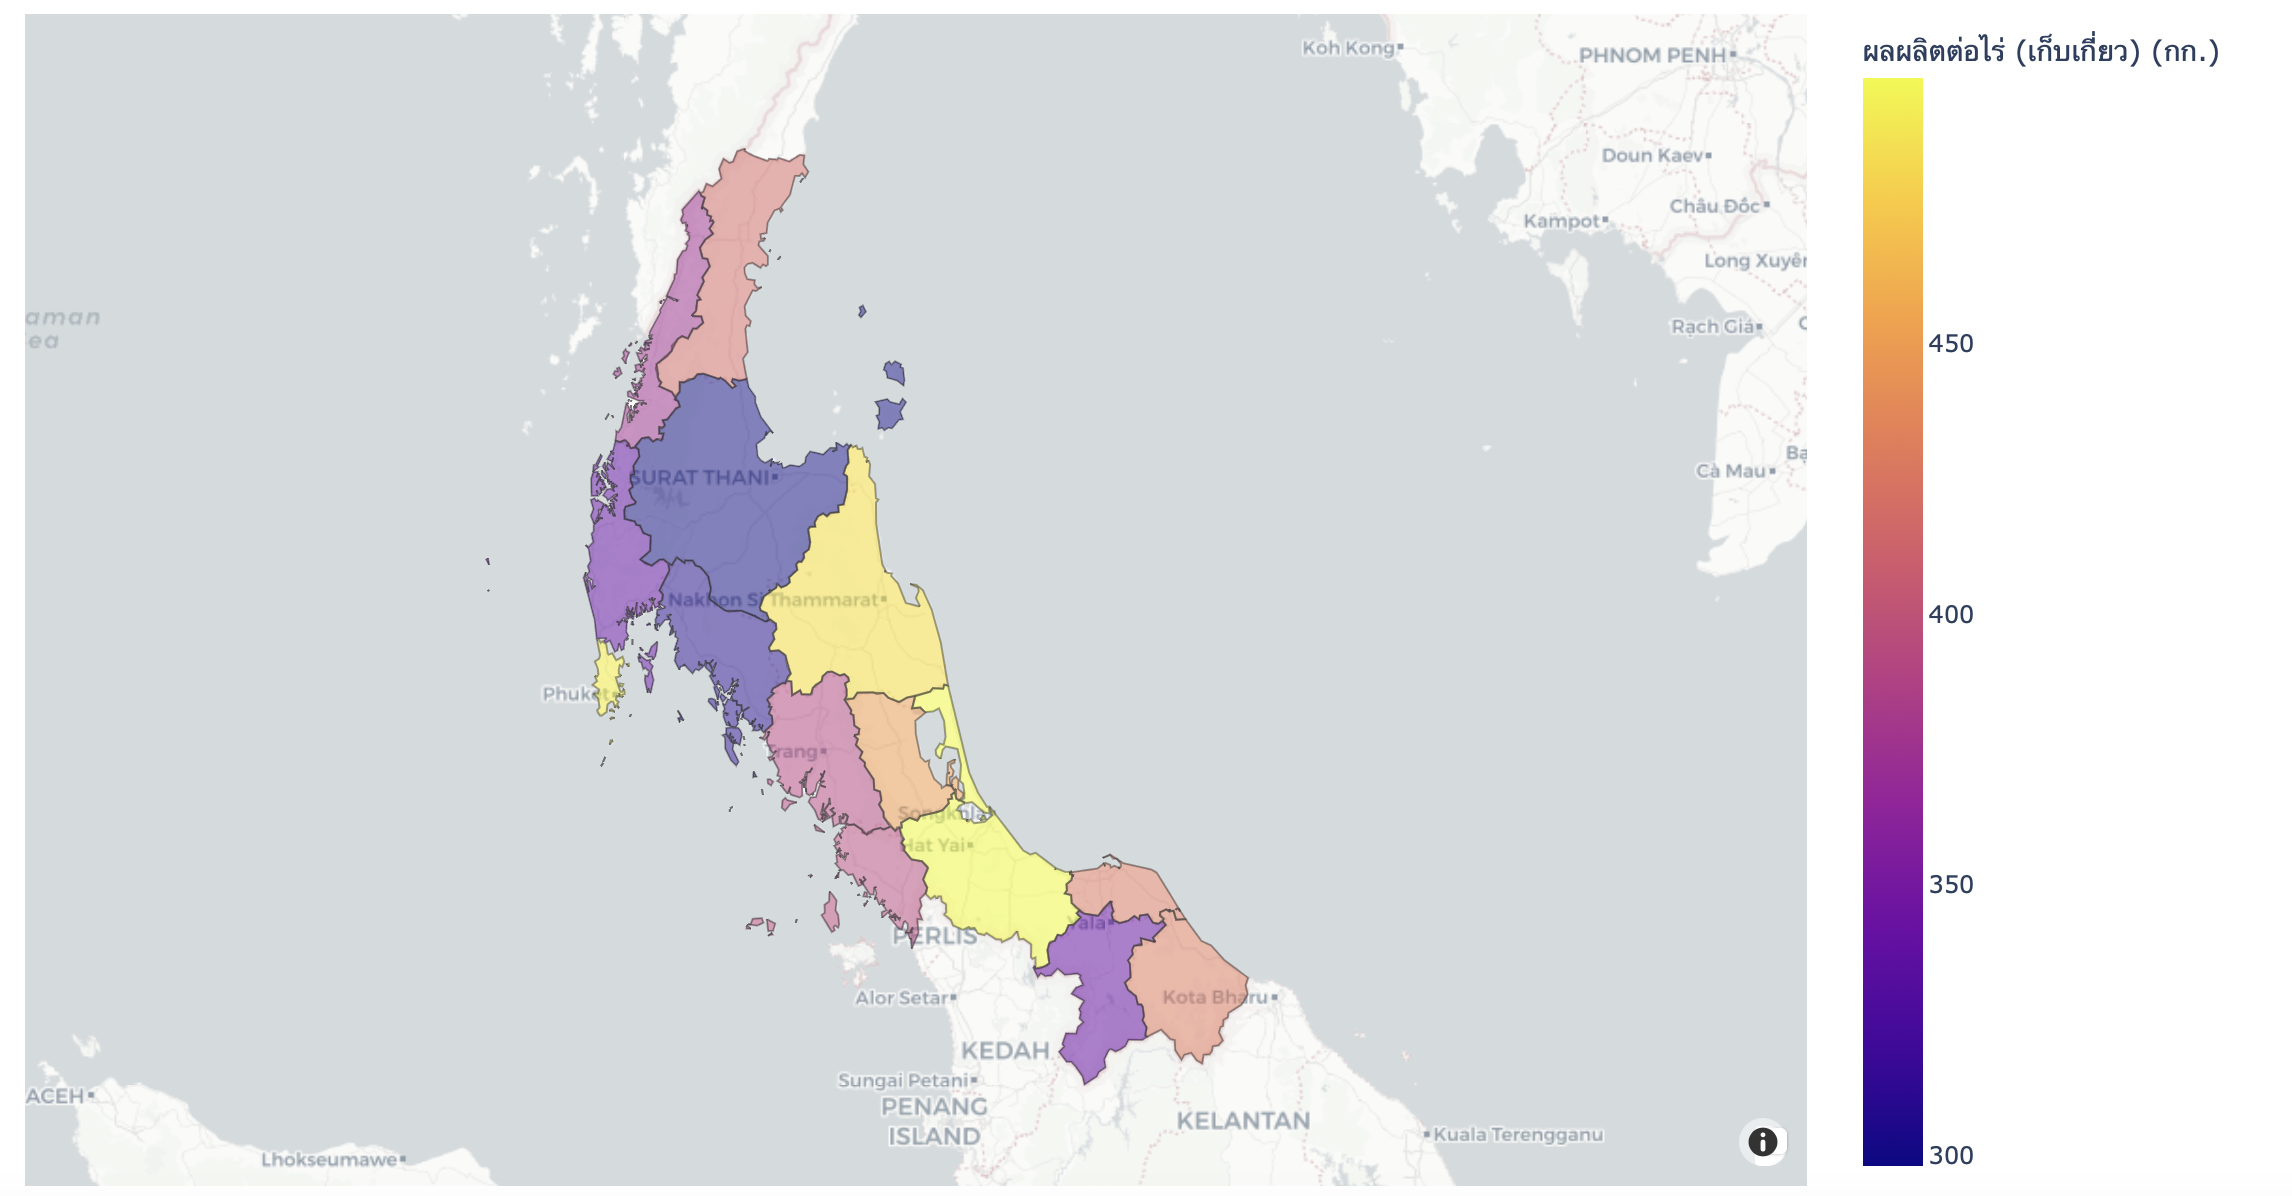 Koh Kong
PHNOM PENH
Doun Kaev
Châu Đốc
Kampot
Long Xuyên
Rạch Giá
aman
ea
Cà Mau
SURAT THANI
Nakhon Si Thammarat
Phuket
Trang
Songkhla
Hat Yai
Yala
PERLIS
Alor Setar
Kota Bharu
KEDAH
Sungai Petani
PENANG
ISLAND
KELANTAN
ACEH
Lhokseumawe
Kuala Terengganu
ผลผลิตต่อไร่ (เก็บเกี่ยว) (กก.)
450
400
350
300